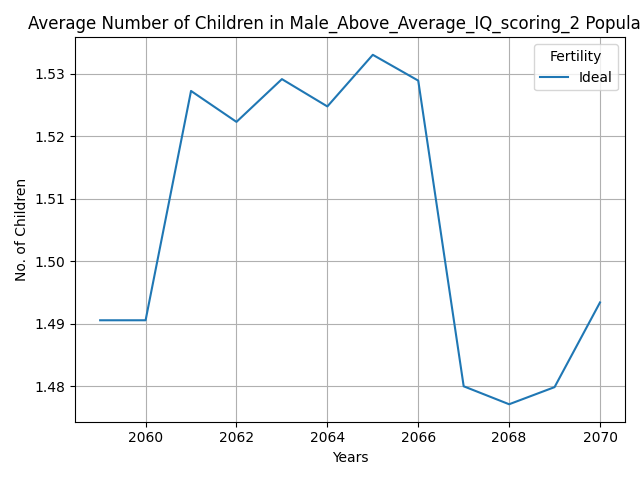 Average Number of Children in Male_Above_Average_IQ_scoring_2 Popula
Fertility
Ideal
1.53
1.52
1.51
1.50
1.49
1.48
No. of Children
2060 2062 2064 2066 2068 2070
Years